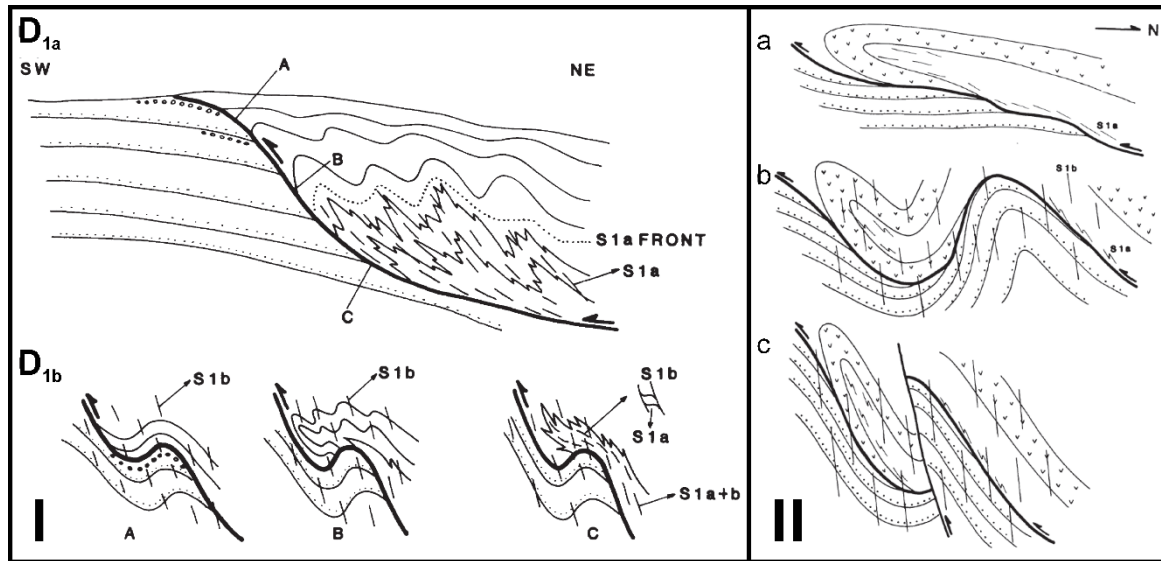 D1a
SW
A
NE
B
S1a FRONT
S1a
C
D1b
S1b
S1b
S1b
S1a
S1a+b
I
A
B
C
a
N
S1a
b
S1b
S1a
c
II